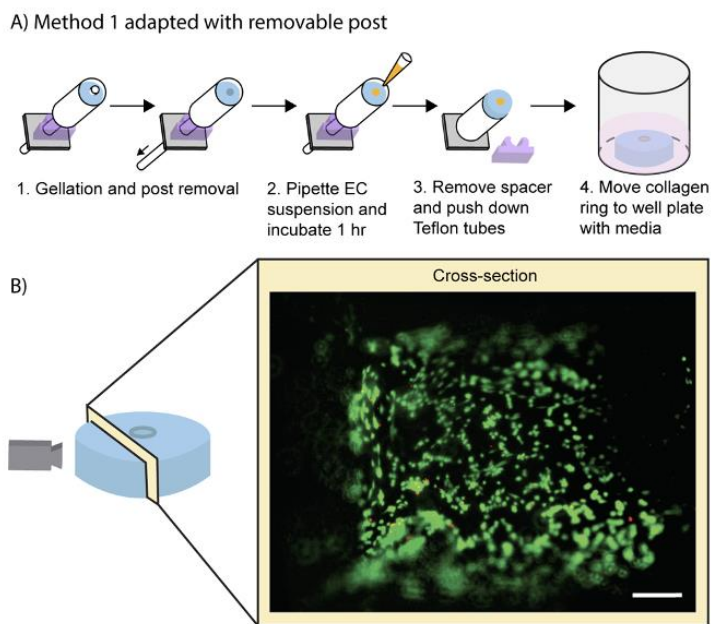 A) Method 1 adapted with removable post
1. Gellation and post removal
2. Pipette EC
suspension and
incubate 1 hr
3. Remove spacer
and push down
Teflon tubes
4. Move collagen
ring to well plate
with media
B)
Cross-section